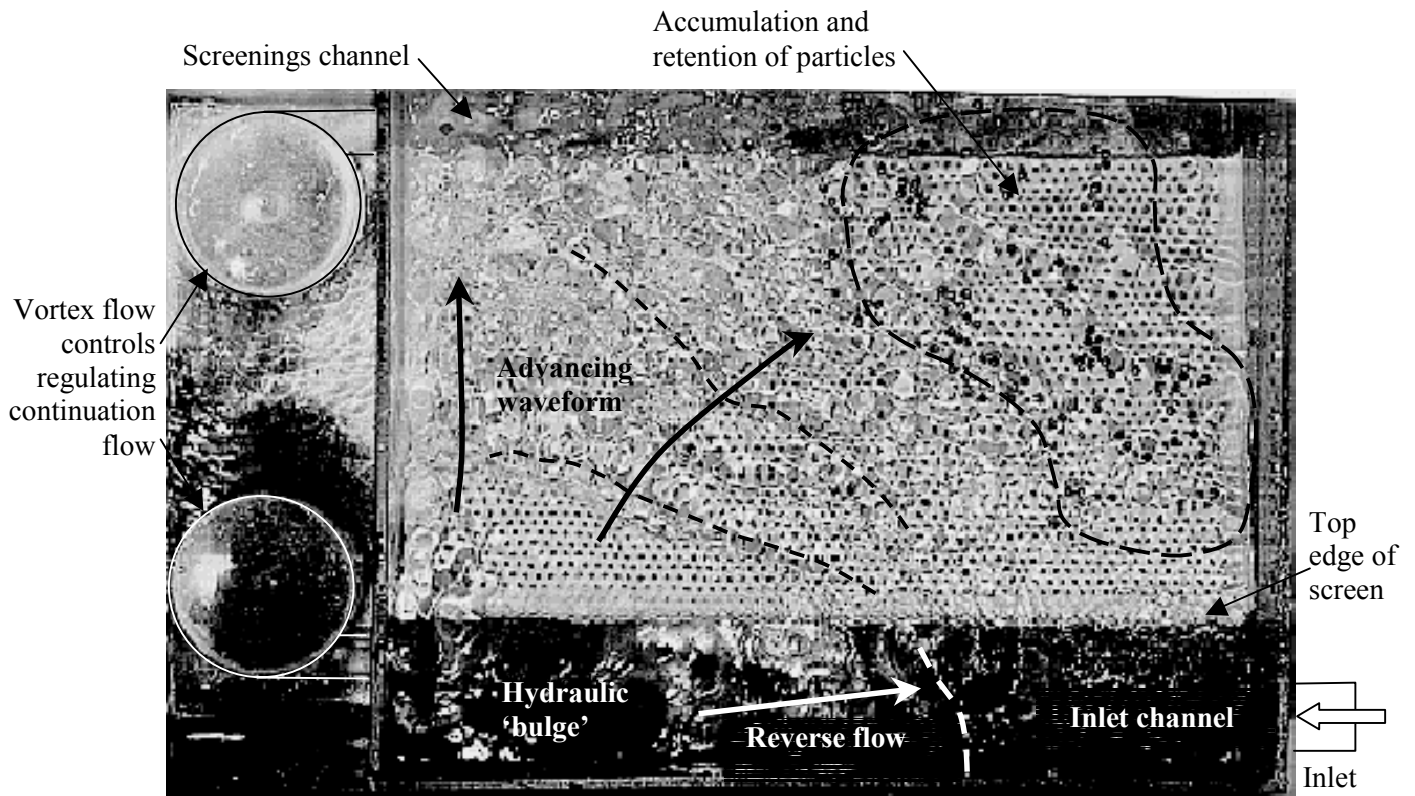 Accumulation and
retention of particles
Screenings channel
Vortex flow
controls
regulating
continuation
flow
Advancing
waveform
Top
edge of
screen
Hydraulic
‘bulge’
Reverse flow
Inlet channel
Inlet